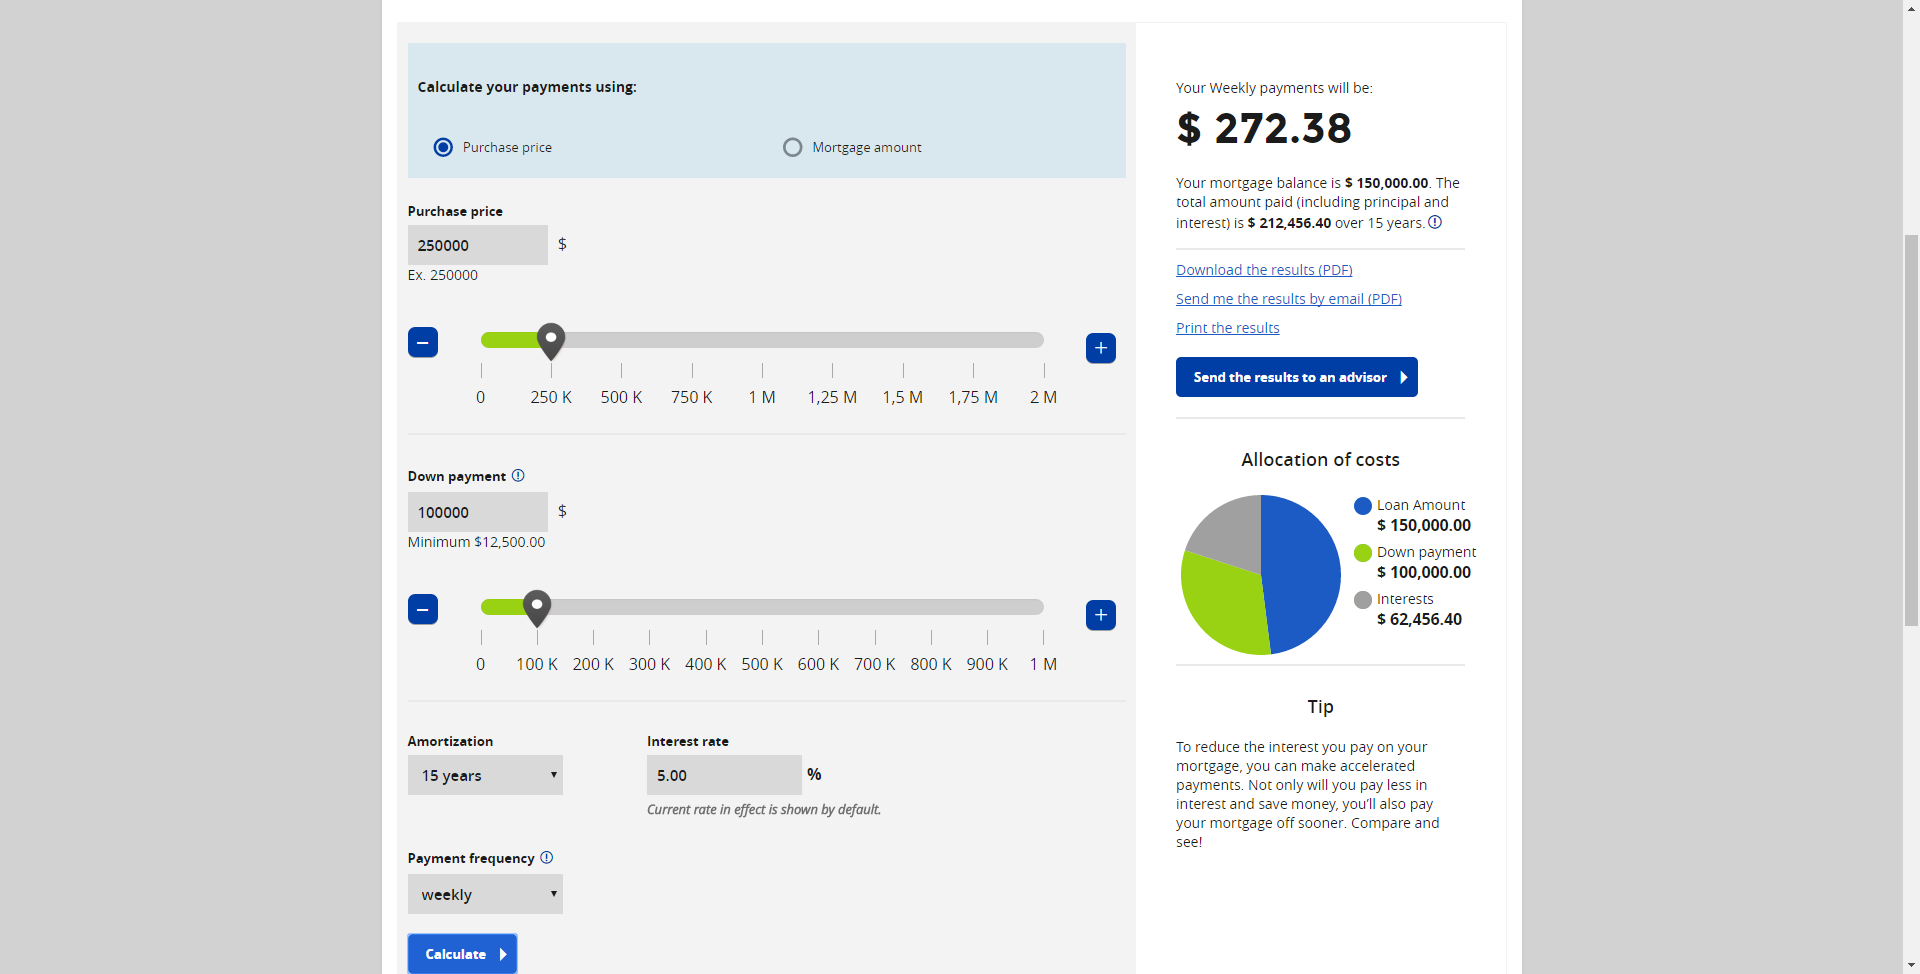 Calculate your payments using:
Purchase price
Mortgage amount
Purchase price
250000 $
Ex. 250000
0 250 K 500 K 750 K 1 M 1,25 M 1,5 M 1,75 M 2 M
Down payment
100000 $
Minimum $12,500.00
0 100 K 200 K 300 K 400 K 500 K 600 K 700 K 800 K 900 K 1 M
Amortization
15 years
Interest rate
5.00 %
Current rate in effect is shown by default.
Payment frequency
weekly
Calculate
Your Weekly payments will be:
$ 272.38
Your mortgage balance is $ 150,000.00. The
total amount paid (including principal and
interest) is $ 212,456.40 over 15 years.
Download the results (PDF)
Send me the results by email (PDF)
Print the results
Send the results to an advisor
Allocation of costs
Loan Amount
$ 150,000.00
Down payment
$ 100,000.00
Interests
$ 62,456.40
Tip
To reduce the interest you pay on your
mortgage, you can make accelerated
payments. Not only will you pay less in
interest and save money, you’ll also pay
your mortgage off sooner. Compare and
see!